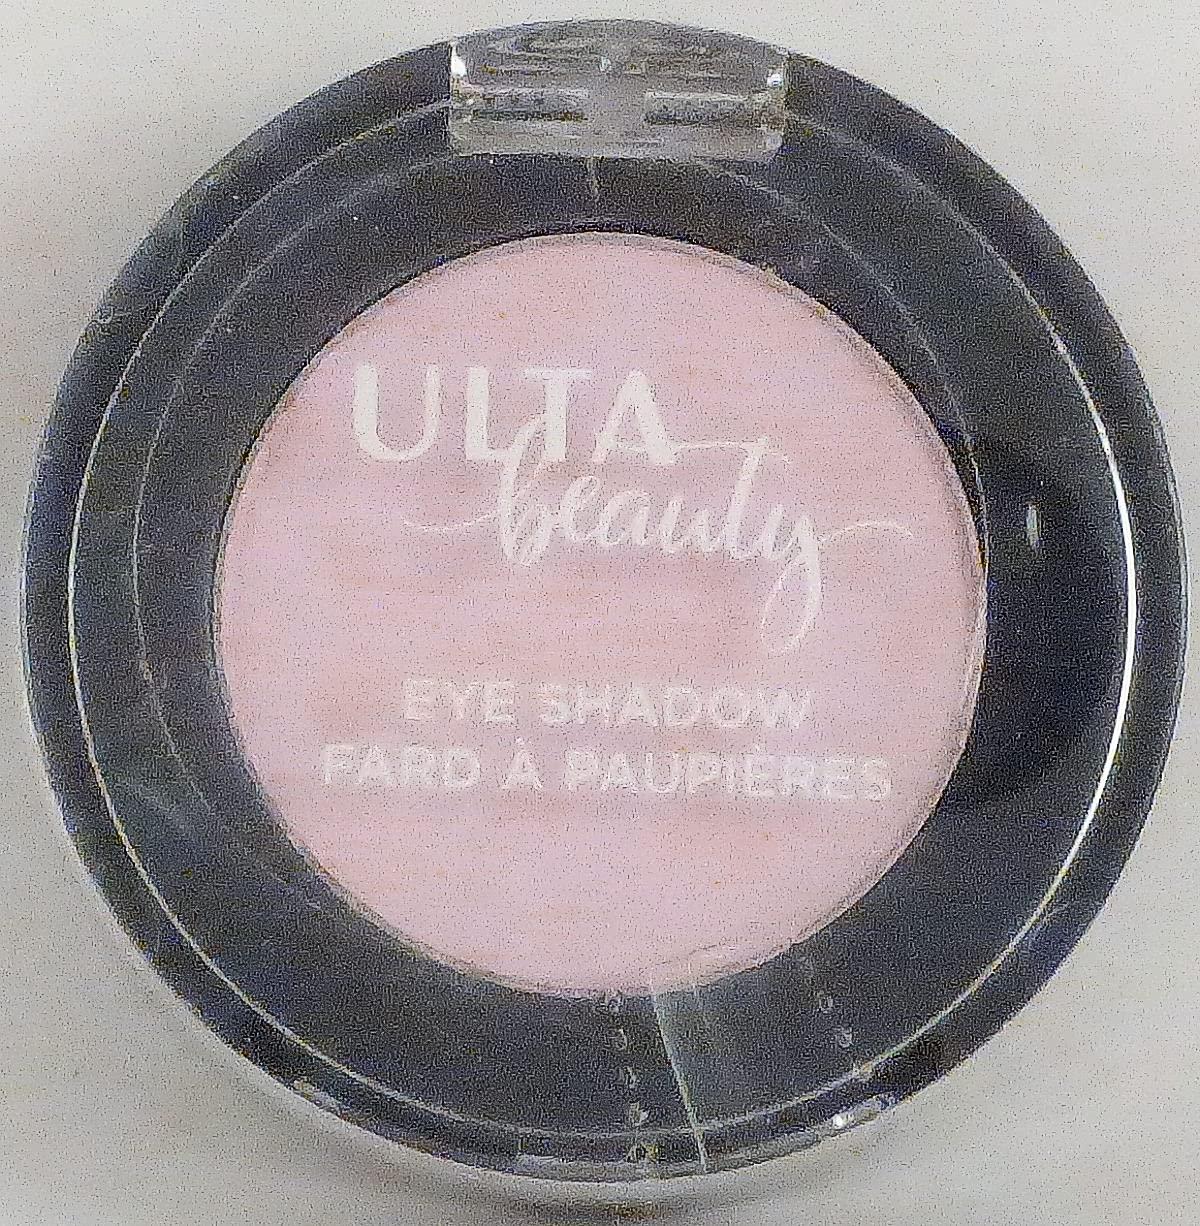 ULTA
beauty
EYE SHADOW
FARD À PAUPIÈRES